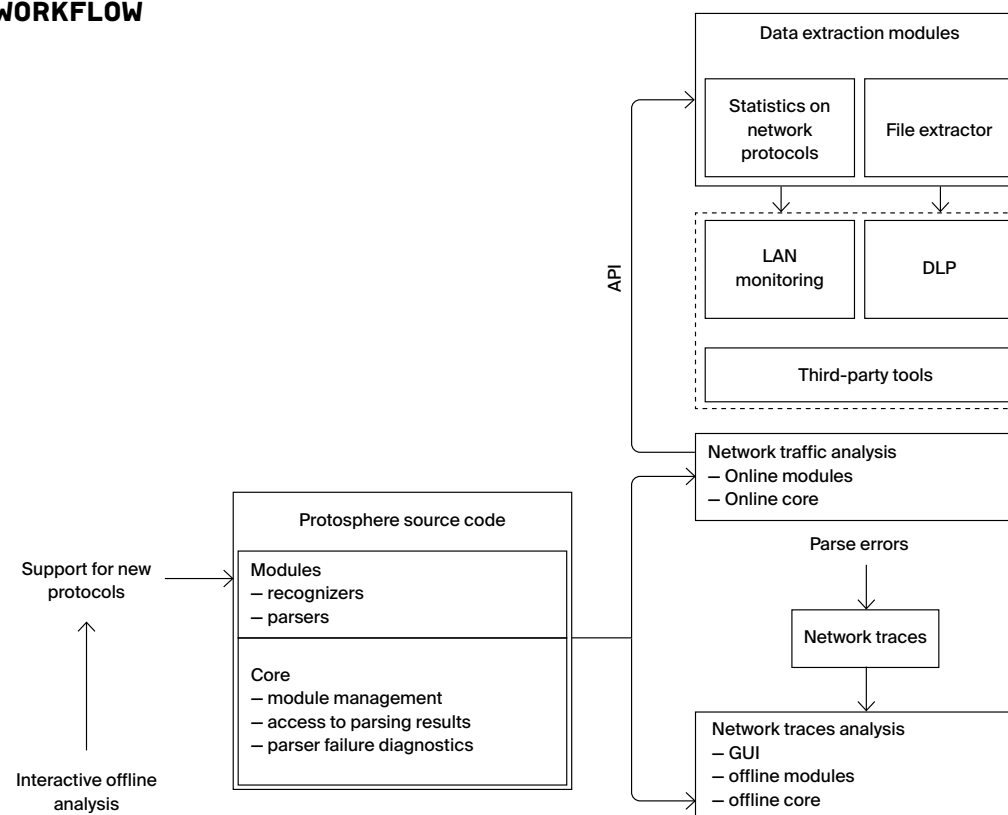 WORKFLOW
Data extraction modules
Statistics on
network
protocols
File extractor
LAN
monitoring
DLP
Third-party tools
API
Network traffic analysis
– Online modules
– Online core
Parse errors
Network traces
Network traces analysis
– GUI
– offline modules
– offline core
Protosphere source code
Modules
– recognizers
– parsers
Core
– module management
– access to parsing results
– parser failure diagnostics
Support for new
protocols
Interactive offline
analysis